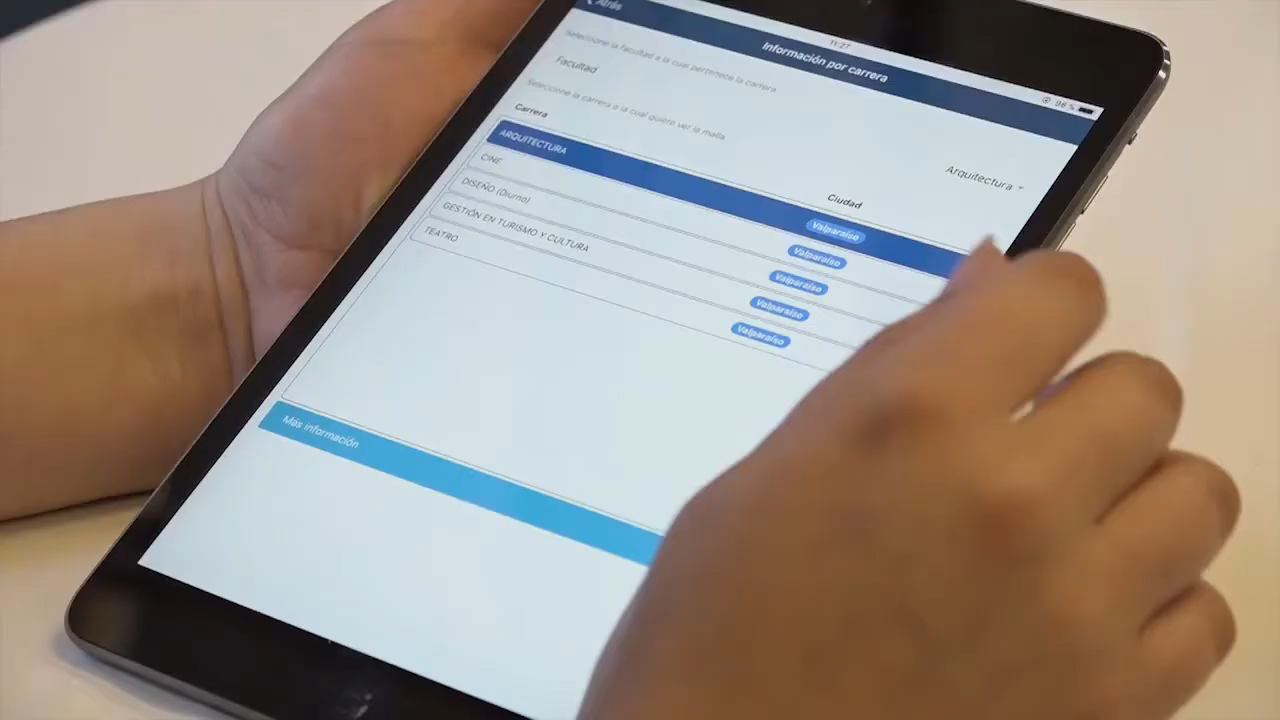 Atrás
11:27
96 %
Información por carrera
Seleccione la facultad a la cual pertenece la carrera
Facultad
Arquitectura
Seleccione la carrera a la cual quiere ver la malla
Carrera
Ciudad
ARQUITECTURA
Valparaíso
CINE
Valparaíso
DISEÑO (Diurno)
Valparaíso
GESTIÓN EN TURISMO Y CULTURA
Valparaíso
TEATRO
Valparaíso
Más información